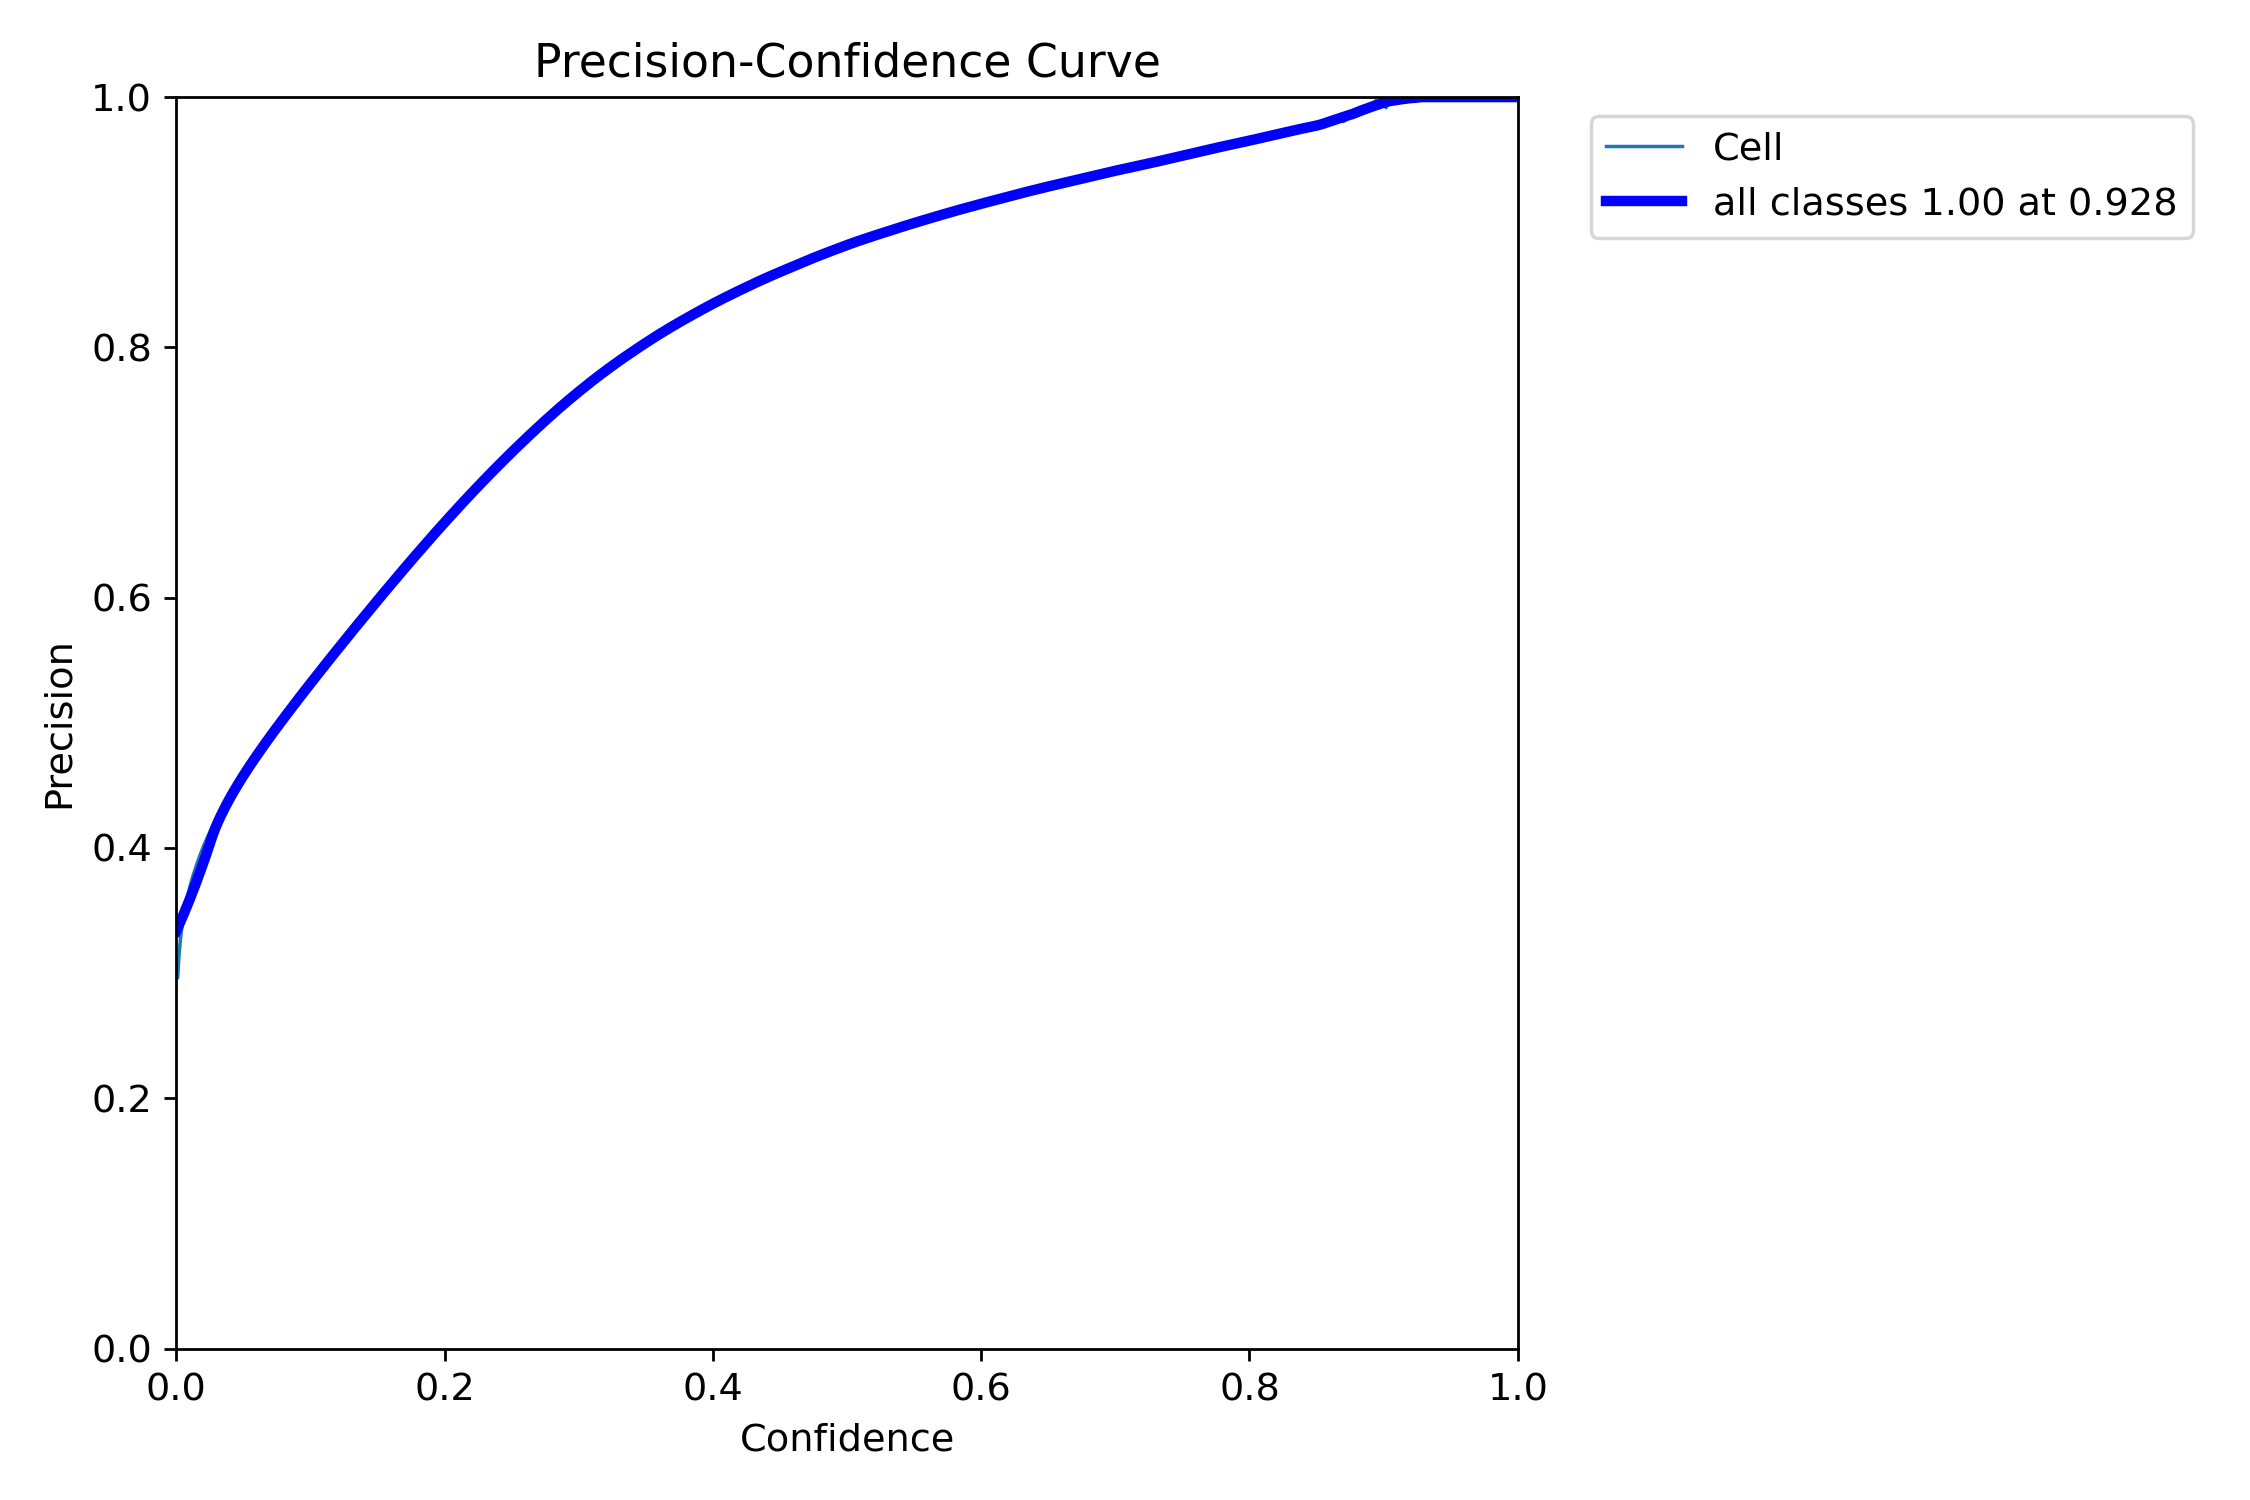 Precision-Confidence Curve
1.0
0.8
0.6
0.4
0.2
0.0
Precision
0.0 0.2 0.4 0.6 0.8 1.0
Confidence
Cell
all classes 1.00 at 0.928